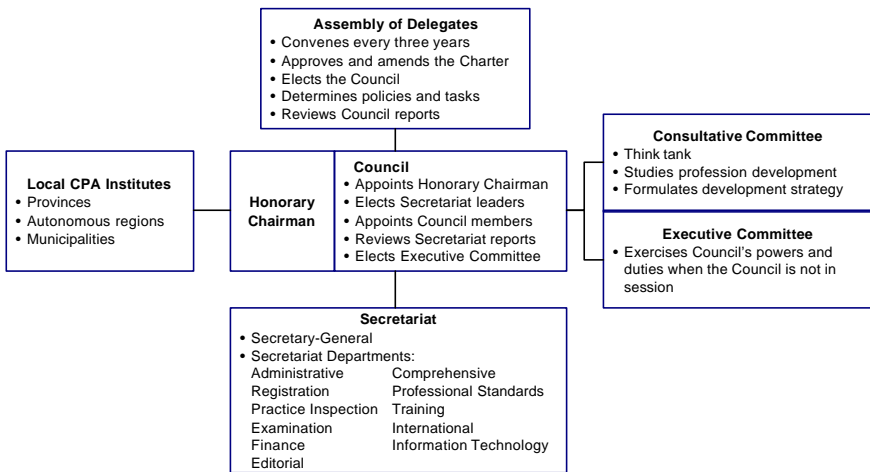 Assembly of Delegates
• Convenes every three years
• Approves and amends the Charter
• Elects the Council
• Determines policies and tasks
• Reviews Council reports
Local CPA Institutes
• Provinces
• Autonomous regions
• Municipalities
Honorary
Chairman
Council
• Appoints Honorary Chairman
• Elects Secretariat leaders
• Appoints Council members
• Reviews Secretariat reports
• Elects Executive Committee
Consultative Committee
• Think tank
• Studies profession development
• Formulates development strategy
Executive Committee
• Exercises Council's powers and
duties when the Council is not in
session
Secretariat
• Secretary-General
• Secretariat Departments:
Administrative Comprehensive
Registration Professional Standards
Practice Inspection Training
Examination International
Finance Information Technology
Editorial